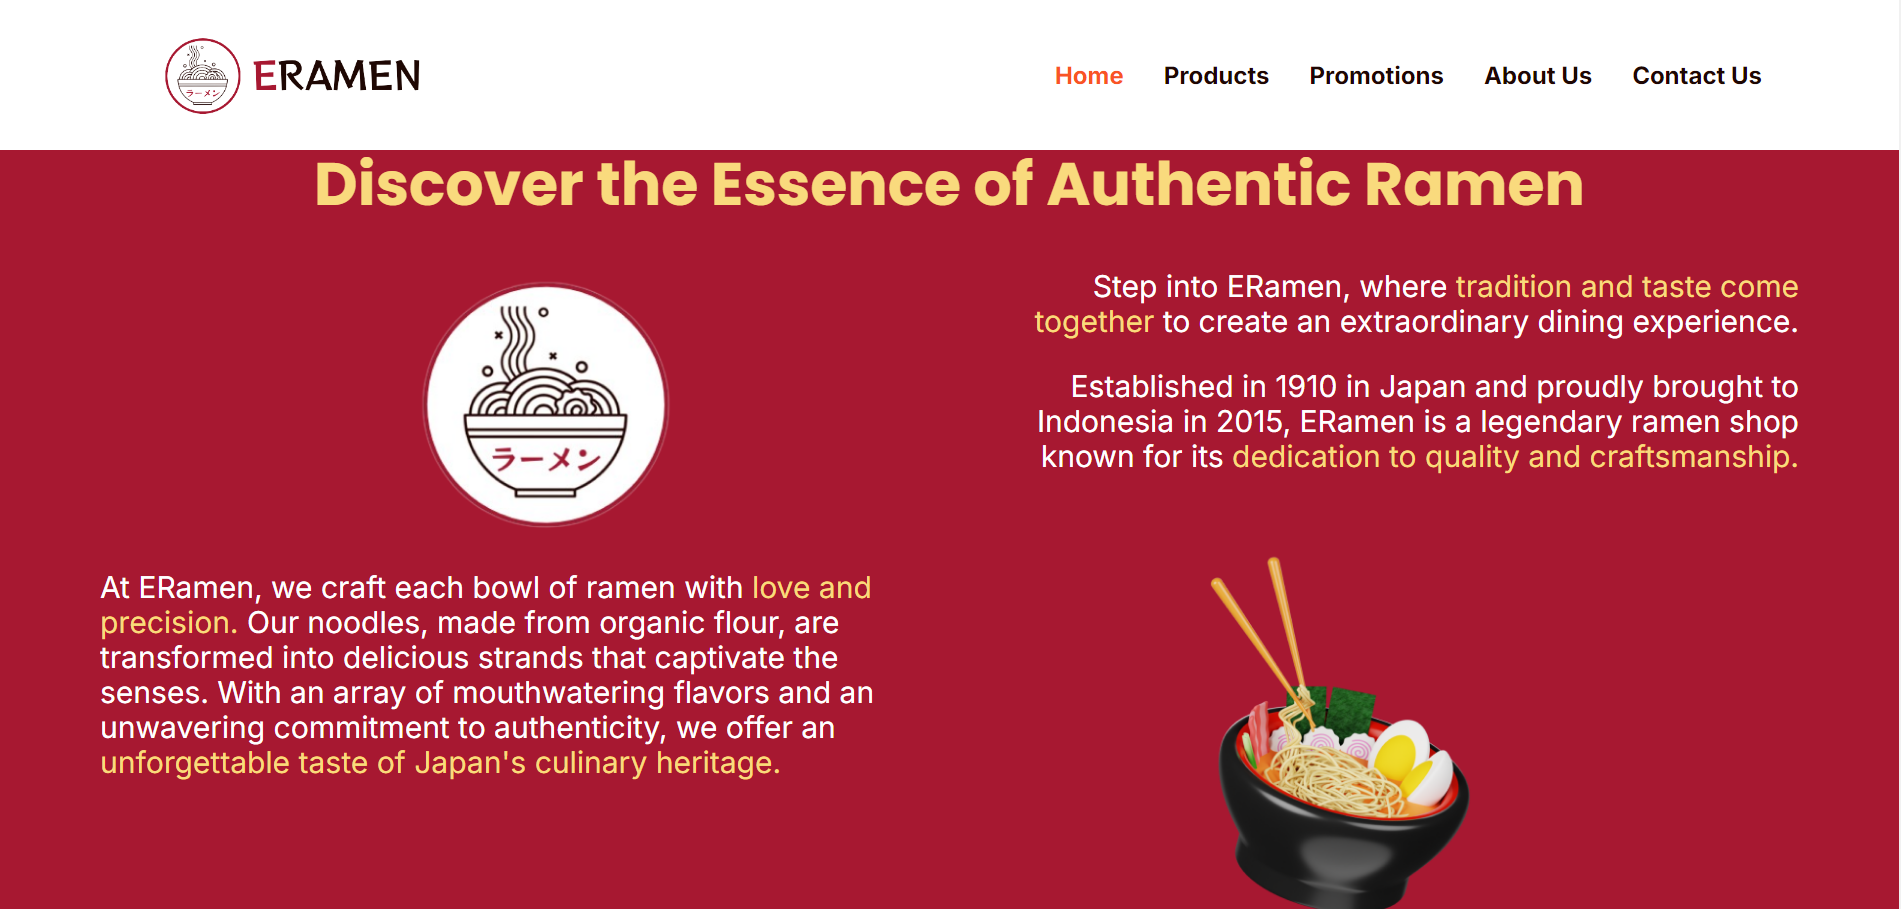 ラーメン
ERAMEN
Home Products Promotions About Us Contact Us
Discover the Essence of Authentic Ramen
ラーメン
Step into ERamen, where tradition and taste come
together to create an extraordinary dining experience.
Established in 1910 in Japan and proudly brought to
Indonesia in 2015, ERamen is a legendary ramen shop
known for its dedication to quality and craftsmanship.
At ERamen, we craft each bowl of ramen with love and
precision. Our noodles, made from organic flour, are
transformed into delicious strands that captivate the
senses. With an array of mouthwatering flavors and an
unwavering commitment to authenticity, we offer an
unforgettable taste of Japan's culinary heritage.